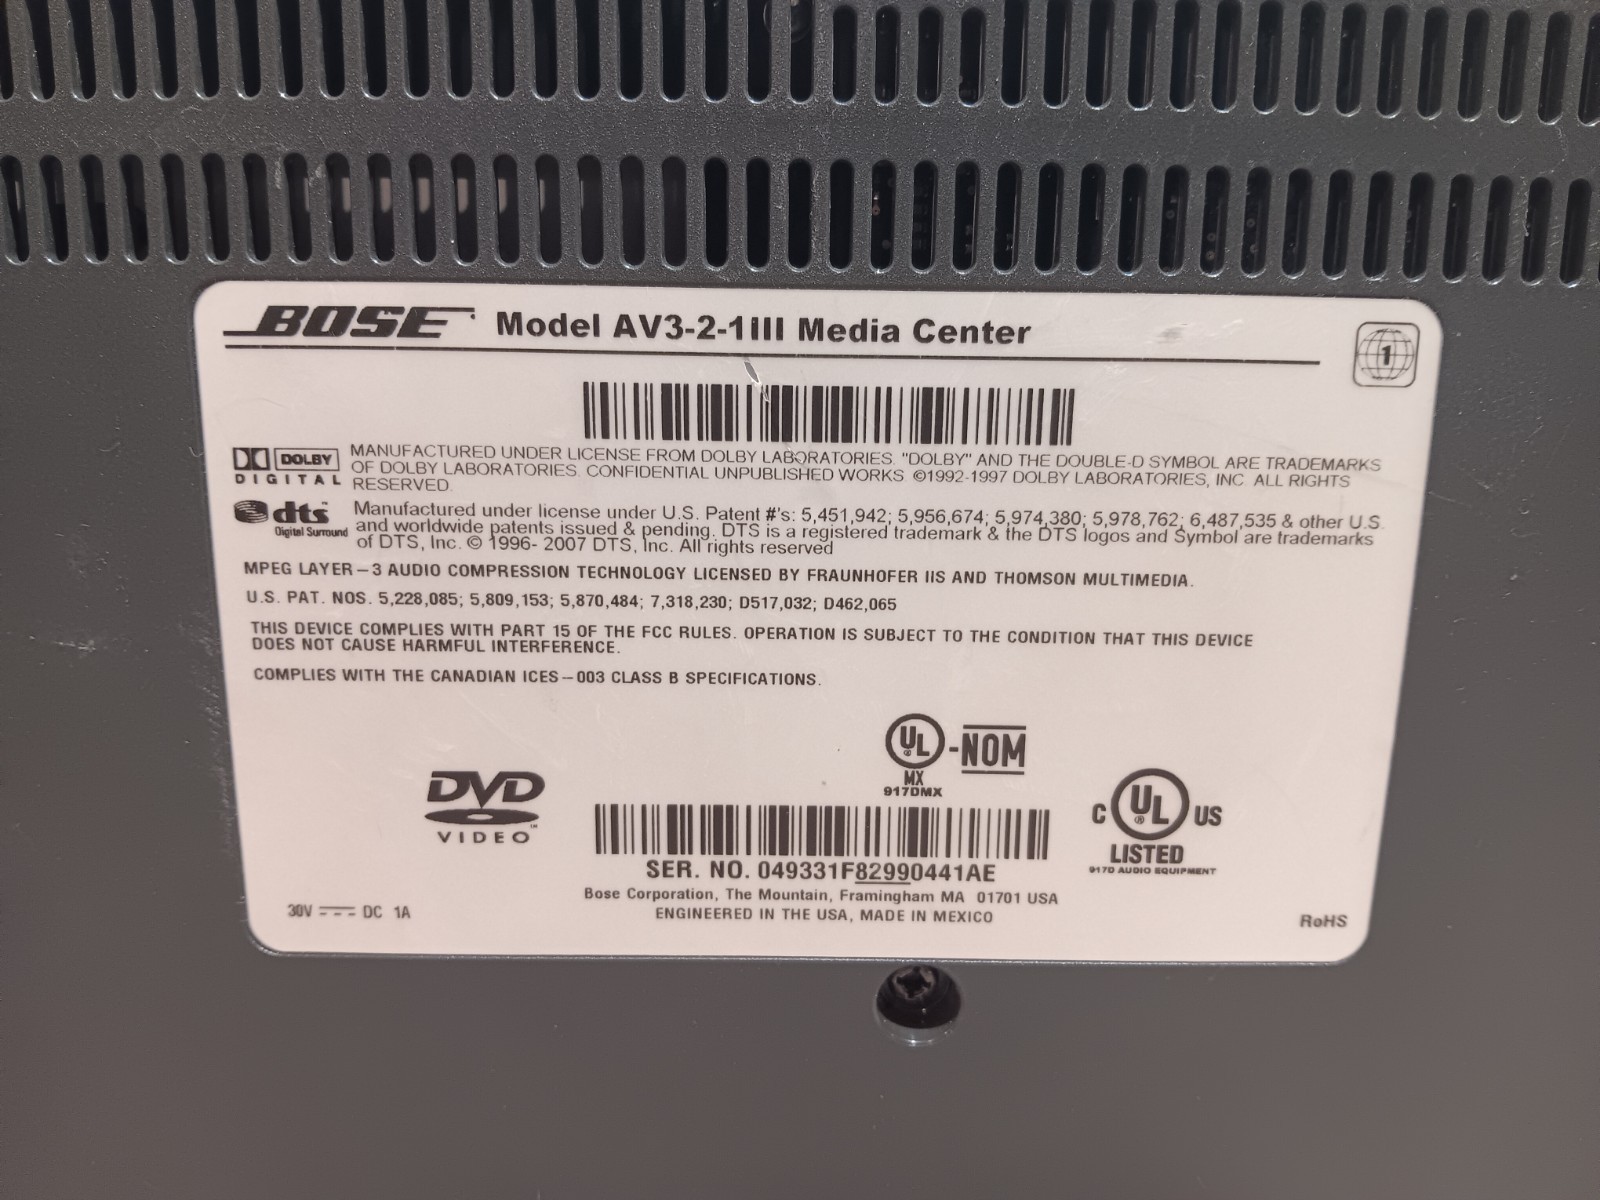 BOSE Model AV3-2-1III Media Center
1
DOLBY
DIGITAL
MANUFACTURED UNDER LICENSE FROM DOLBY LABORATORIES. "DOLBY" AND THE DOUBLE-D SYMBOL ARE TRADEMARKS
OF DOLBY LABORATORIES. CONFIDENTIAL UNPUBLISHED WORKS ©1992-1997 DOLBY LABORATORIES, INC. ALL RIGHTS
RESERVED.
dts
Digital Surround
Manufactured under license under U.S. Patent #'s: 5,451,942; 5,956,674; 5,974,380; 5,978,762; 6,487,535 & other U.S.
and worldwide patents issued & pending. DTS is a registered trademark & the DTS logos and Symbol are trademarks
of DTS, Inc. © 1996- 2007 DTS, Inc. All rights reserved
MPEG LAYER-3 AUDIO COMPRESSION TECHNOLOGY LICENSED BY FRAUNHOFER IIS AND THOMSON MULTIMEDIA.
U.S. PAT. NOS. 5,228,085; 5,809,153; 5,870,484; 7,318,230; D517,032; D462,065
THIS DEVICE COMPLIES WITH PART 15 OF THE FCC RULES. OPERATION IS SUBJECT TO THE CONDITION THAT THIS DEVICE
DOES NOT CAUSE HARMFUL INTERFERENCE.
COMPLIES WITH THE CANADIAN ICES-003 CLASS B SPECIFICATIONS.
UL®-NOM
MX
917DMX
DVD
VIDEO™
C UL® US
LISTED
917D AUDIO EQUIPMENT
SER. NO. 049331F82990441AE
Bose Corporation, The Mountain, Framingham MA 01701 USA
ENGINEERED IN THE USA, MADE IN MEXICO
30V ⎓ DC 1A
RoHS